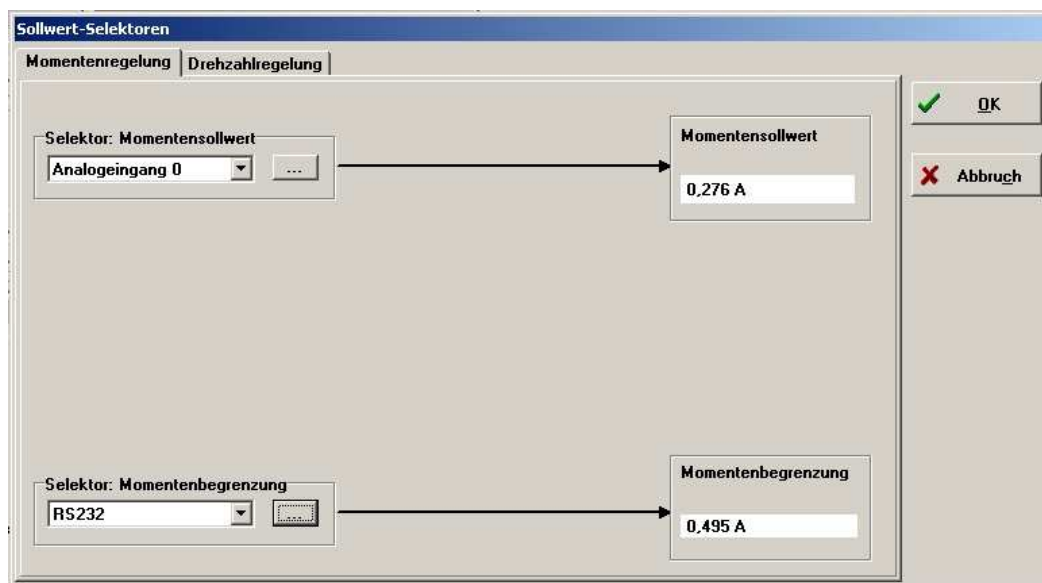 Sollwert-Selektoren
Momentenregelung Drehzahlregelung
Selektor: Momentensollwert
Analogeingang 0 ...
Momentensollwert
0,276 A
OK
Abbruch
Selektor: Momentenbegrenzung
RS232 ...
Momentenbegrenzung
0,495 A